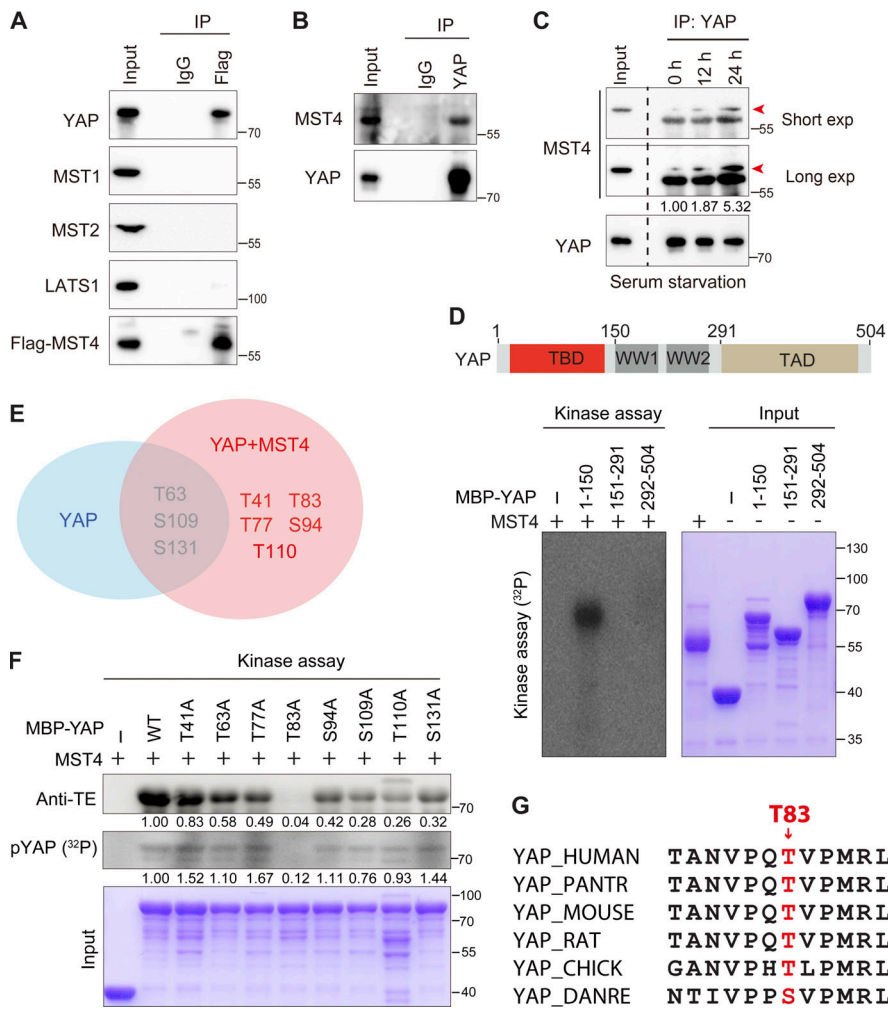 A
IP
Input
IgG
Flag
YAP
70
MST1
55
MST2
55
LATS1
100
Flag-MST4
55
B
IP
Input
IgG
YAP
MST4
55
YAP
70
C
IP: YAP
Input
0 h
12 h
24 h
MST4
55
Short exp
55
Long exp
1.00 1.87 5.32
YAP
70
Serum starvation
D
1 150 291 504
YAP TBD WW1 WW2 TAD
Kinase assay Input
MBP-YAP – 1-150 151-291 292-504 – 1-150 151-291 292-504
MST4 + + + + + - - - -
Kinase assay (³²P)
130
100
70
55
40
35
E
YAP+MST4
YAP
T63
S109
S131
T41 T83
T77 S94
T110
F
Kinase assay
MBP-YAP – WT T41A T63A T77A T83A S94A S109A T110A S131A
MST4 + + + + + + + + + +
Anti-TE
70
1.00 0.83 0.58 0.49 0.04 0.42 0.28 0.26 0.32
pYAP (³²P)
70
1.00 1.52 1.10 1.67 0.12 1.11 0.76 0.93 1.44
Input
100
70
55
40
G
T83
↓
YAP_HUMAN TANVPQTVPMRL
YAP_PANTR TANVPQTVPMRL
YAP_MOUSE TANVPQTVPMRL
YAP_RAT TANVPQTVPMRL
YAP_CHICK GANVPHTLPMRL
YAP_DANRE NTIVPPSVPMRL